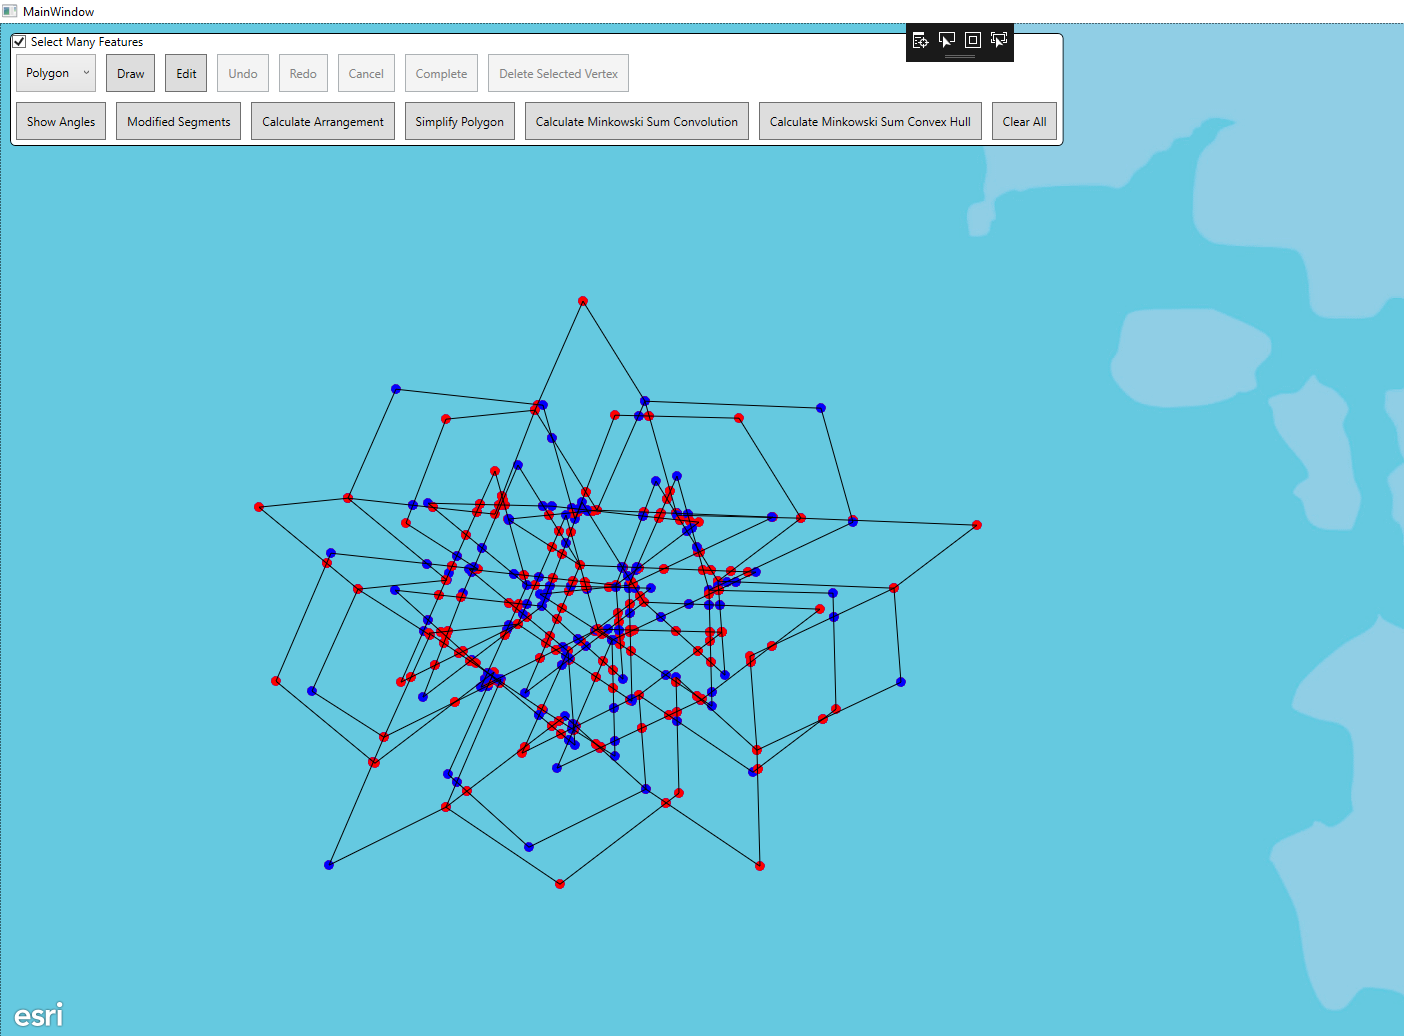 MainWindow
Select Many Features
Polygon Draw Edit Undo Redo Cancel Complete Delete Selected Vertex
Show Angles Modified Segments Calculate Arrangement Simplify Polygon Calculate Minkowski Sum Convolution Calculate Minkowski Sum Convex Hull Clear All
esri